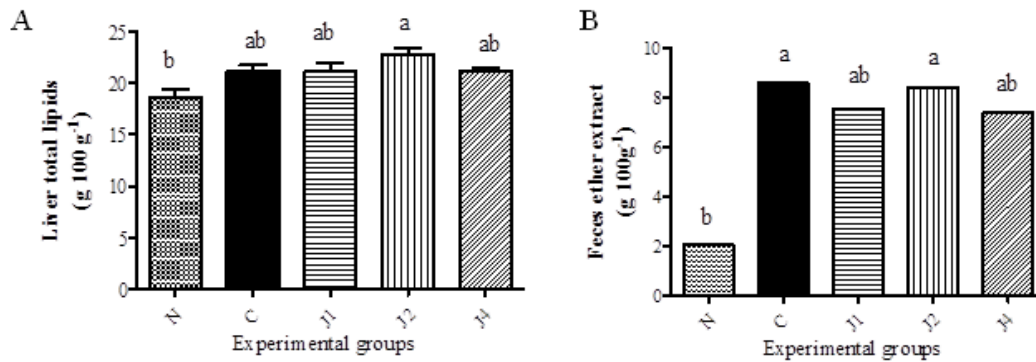 A
Liver total lipids
(g 100 g⁻¹)
25
20
15
10
5
0
b
ab
ab
a
ab
N
C
J1
J2
J4
Experimental groups
B
Feces ether extract
(g 100g⁻¹)
10
8
6
4
2
0
b
a
ab
a
ab
N
C
J1
J2
J4
Experimental groups